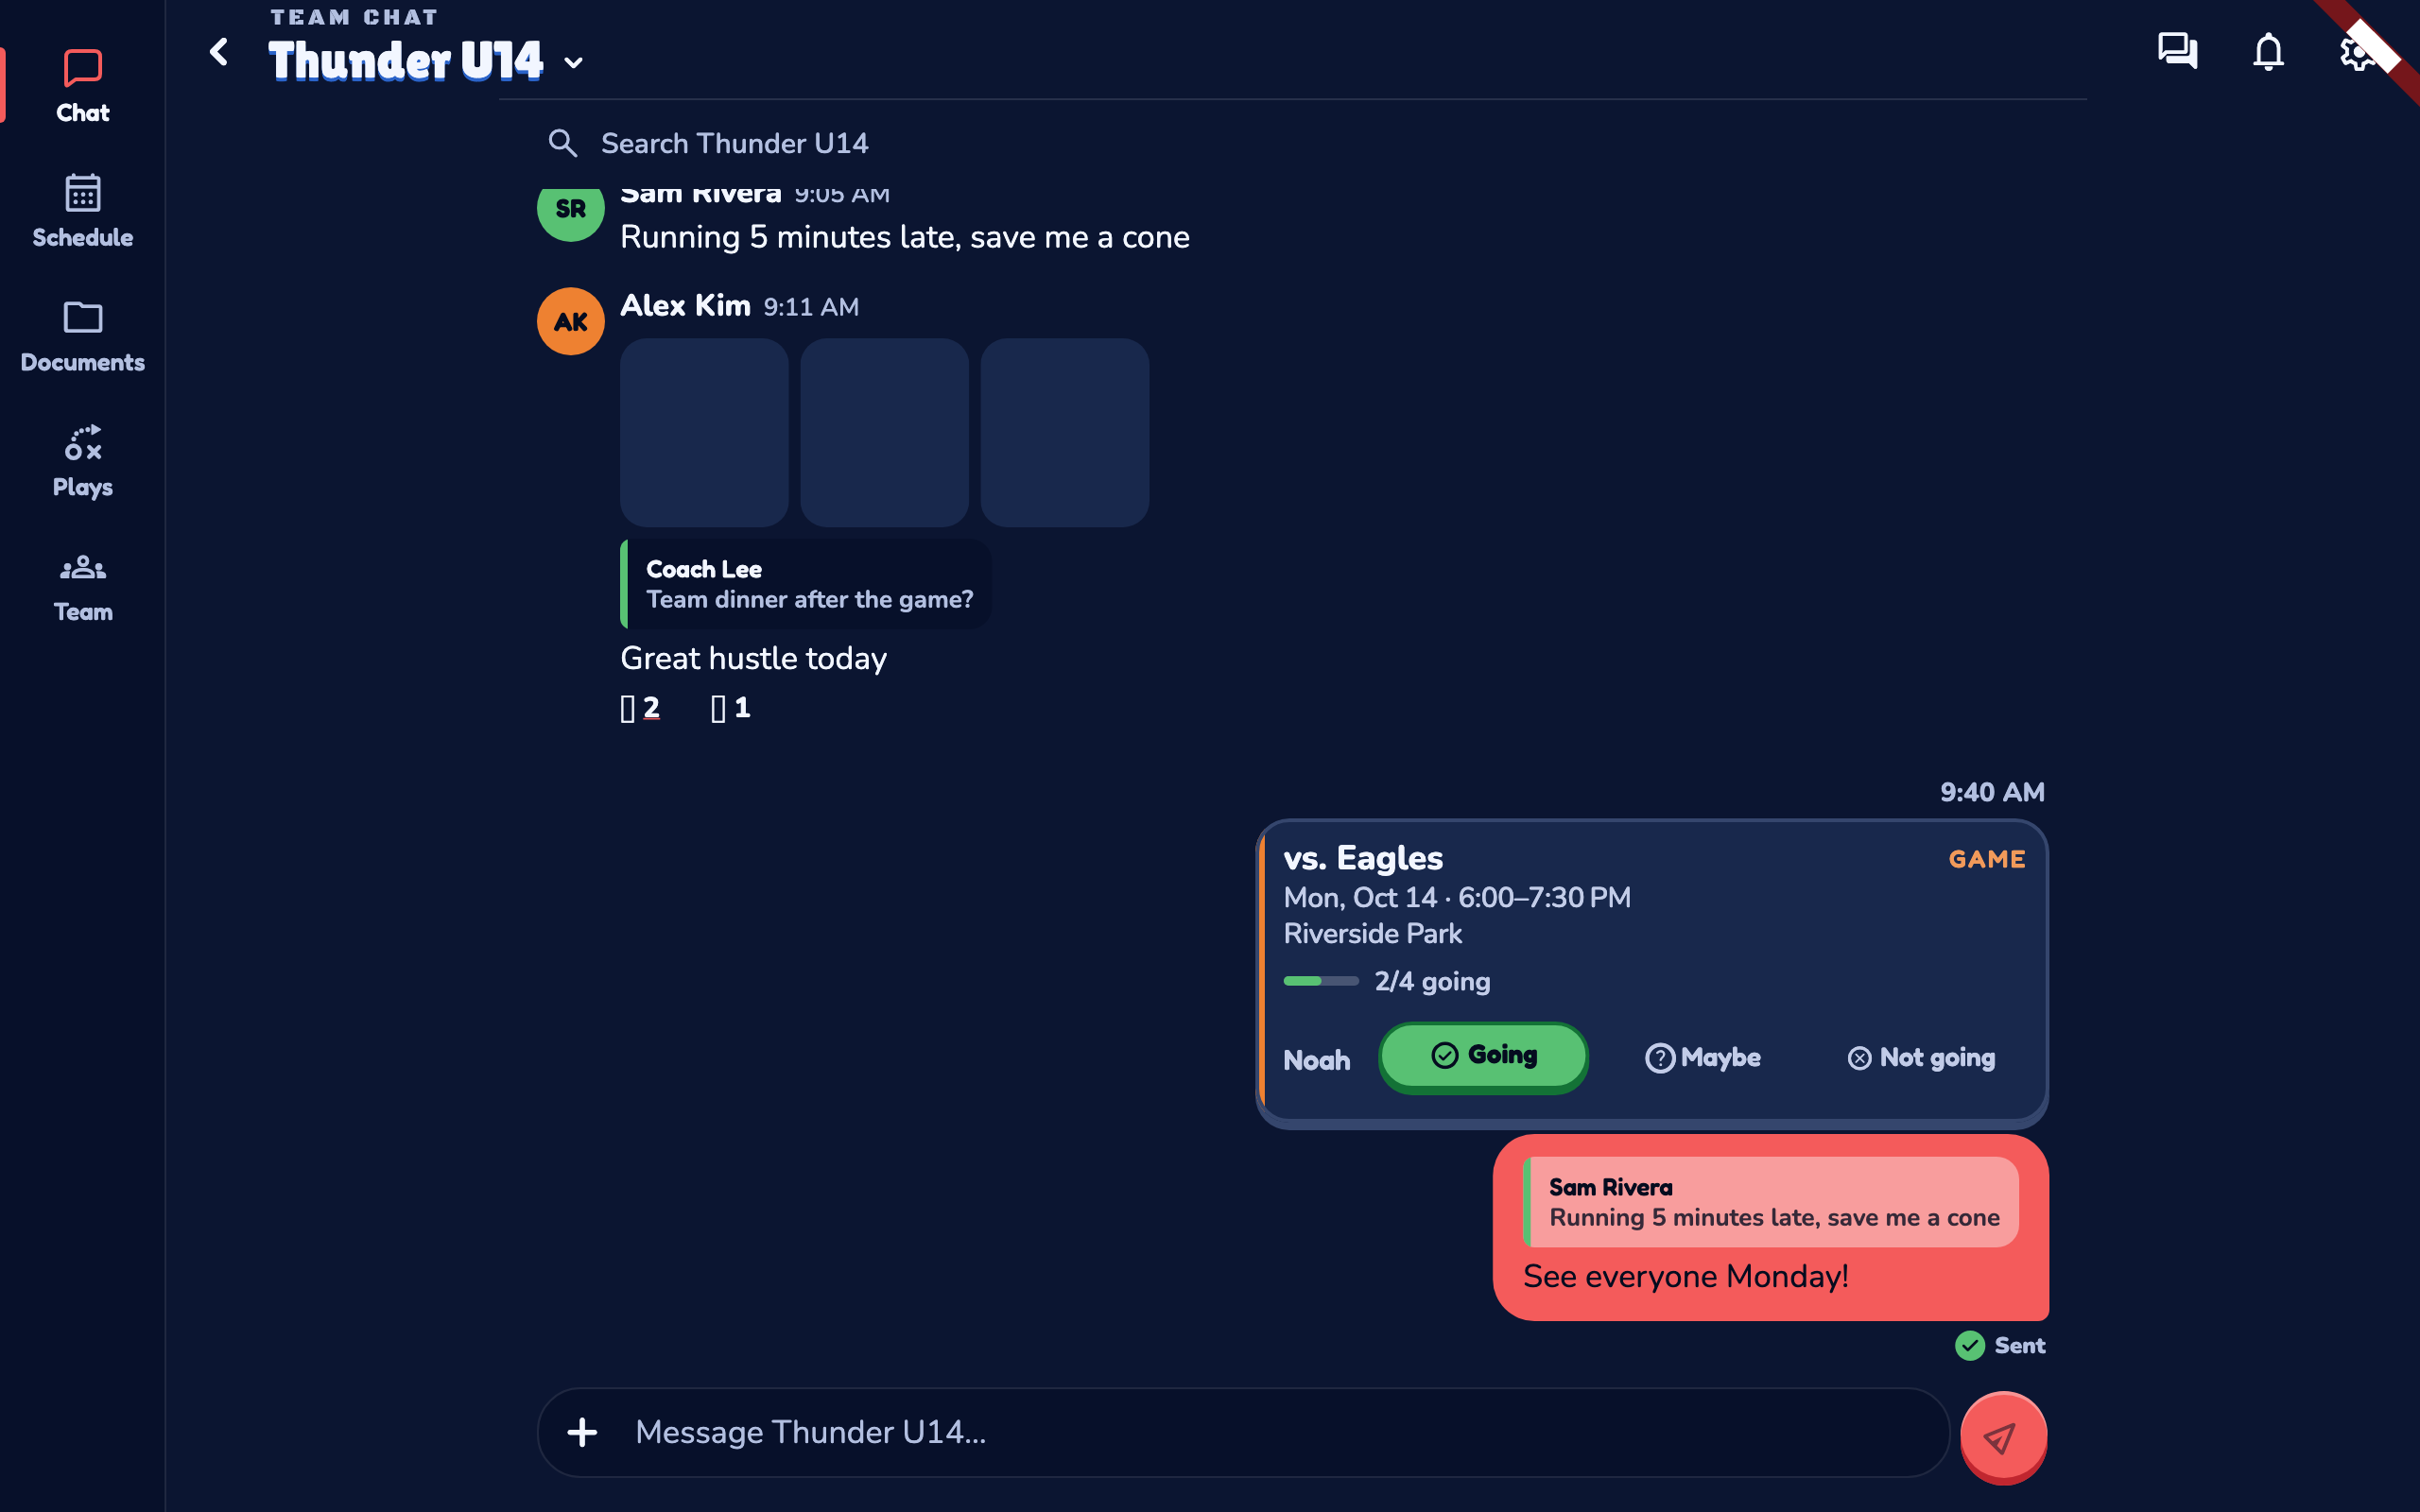 TEAM CHAT
Thunder U14
Chat
Schedule
Documents
Plays
Team
Search Thunder U14
SR
Sam Rivera 9:05 AM
Running 5 minutes late, save me a cone
AK
Alex Kim 9:11 AM
Coach Lee
Team dinner after the game?
Great hustle today
2 1
9:40 AM
vs. Eagles GAME
Mon, Oct 14 · 6:00–7:30 PM
Riverside Park
2/4 going
Noah Going Maybe Not going
Sam Rivera
Running 5 minutes late, save me a cone
See everyone Monday!
Sent
Message Thunder U14...